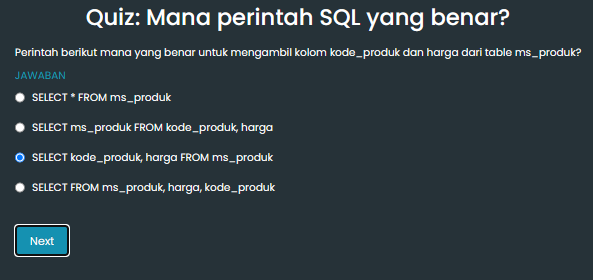 Quiz: Mana perintah SQL yang benar?
Perintah berikut mana yang benar untuk mengambil kolom kode_produk dan harga dari table ms_produk?
JAWABAN
SELECT * FROM ms_produk
SELECT ms_produk FROM kode_produk, harga
SELECT kode_produk, harga FROM ms_produk
SELECT FROM ms_produk, harga, kode_produk
Next